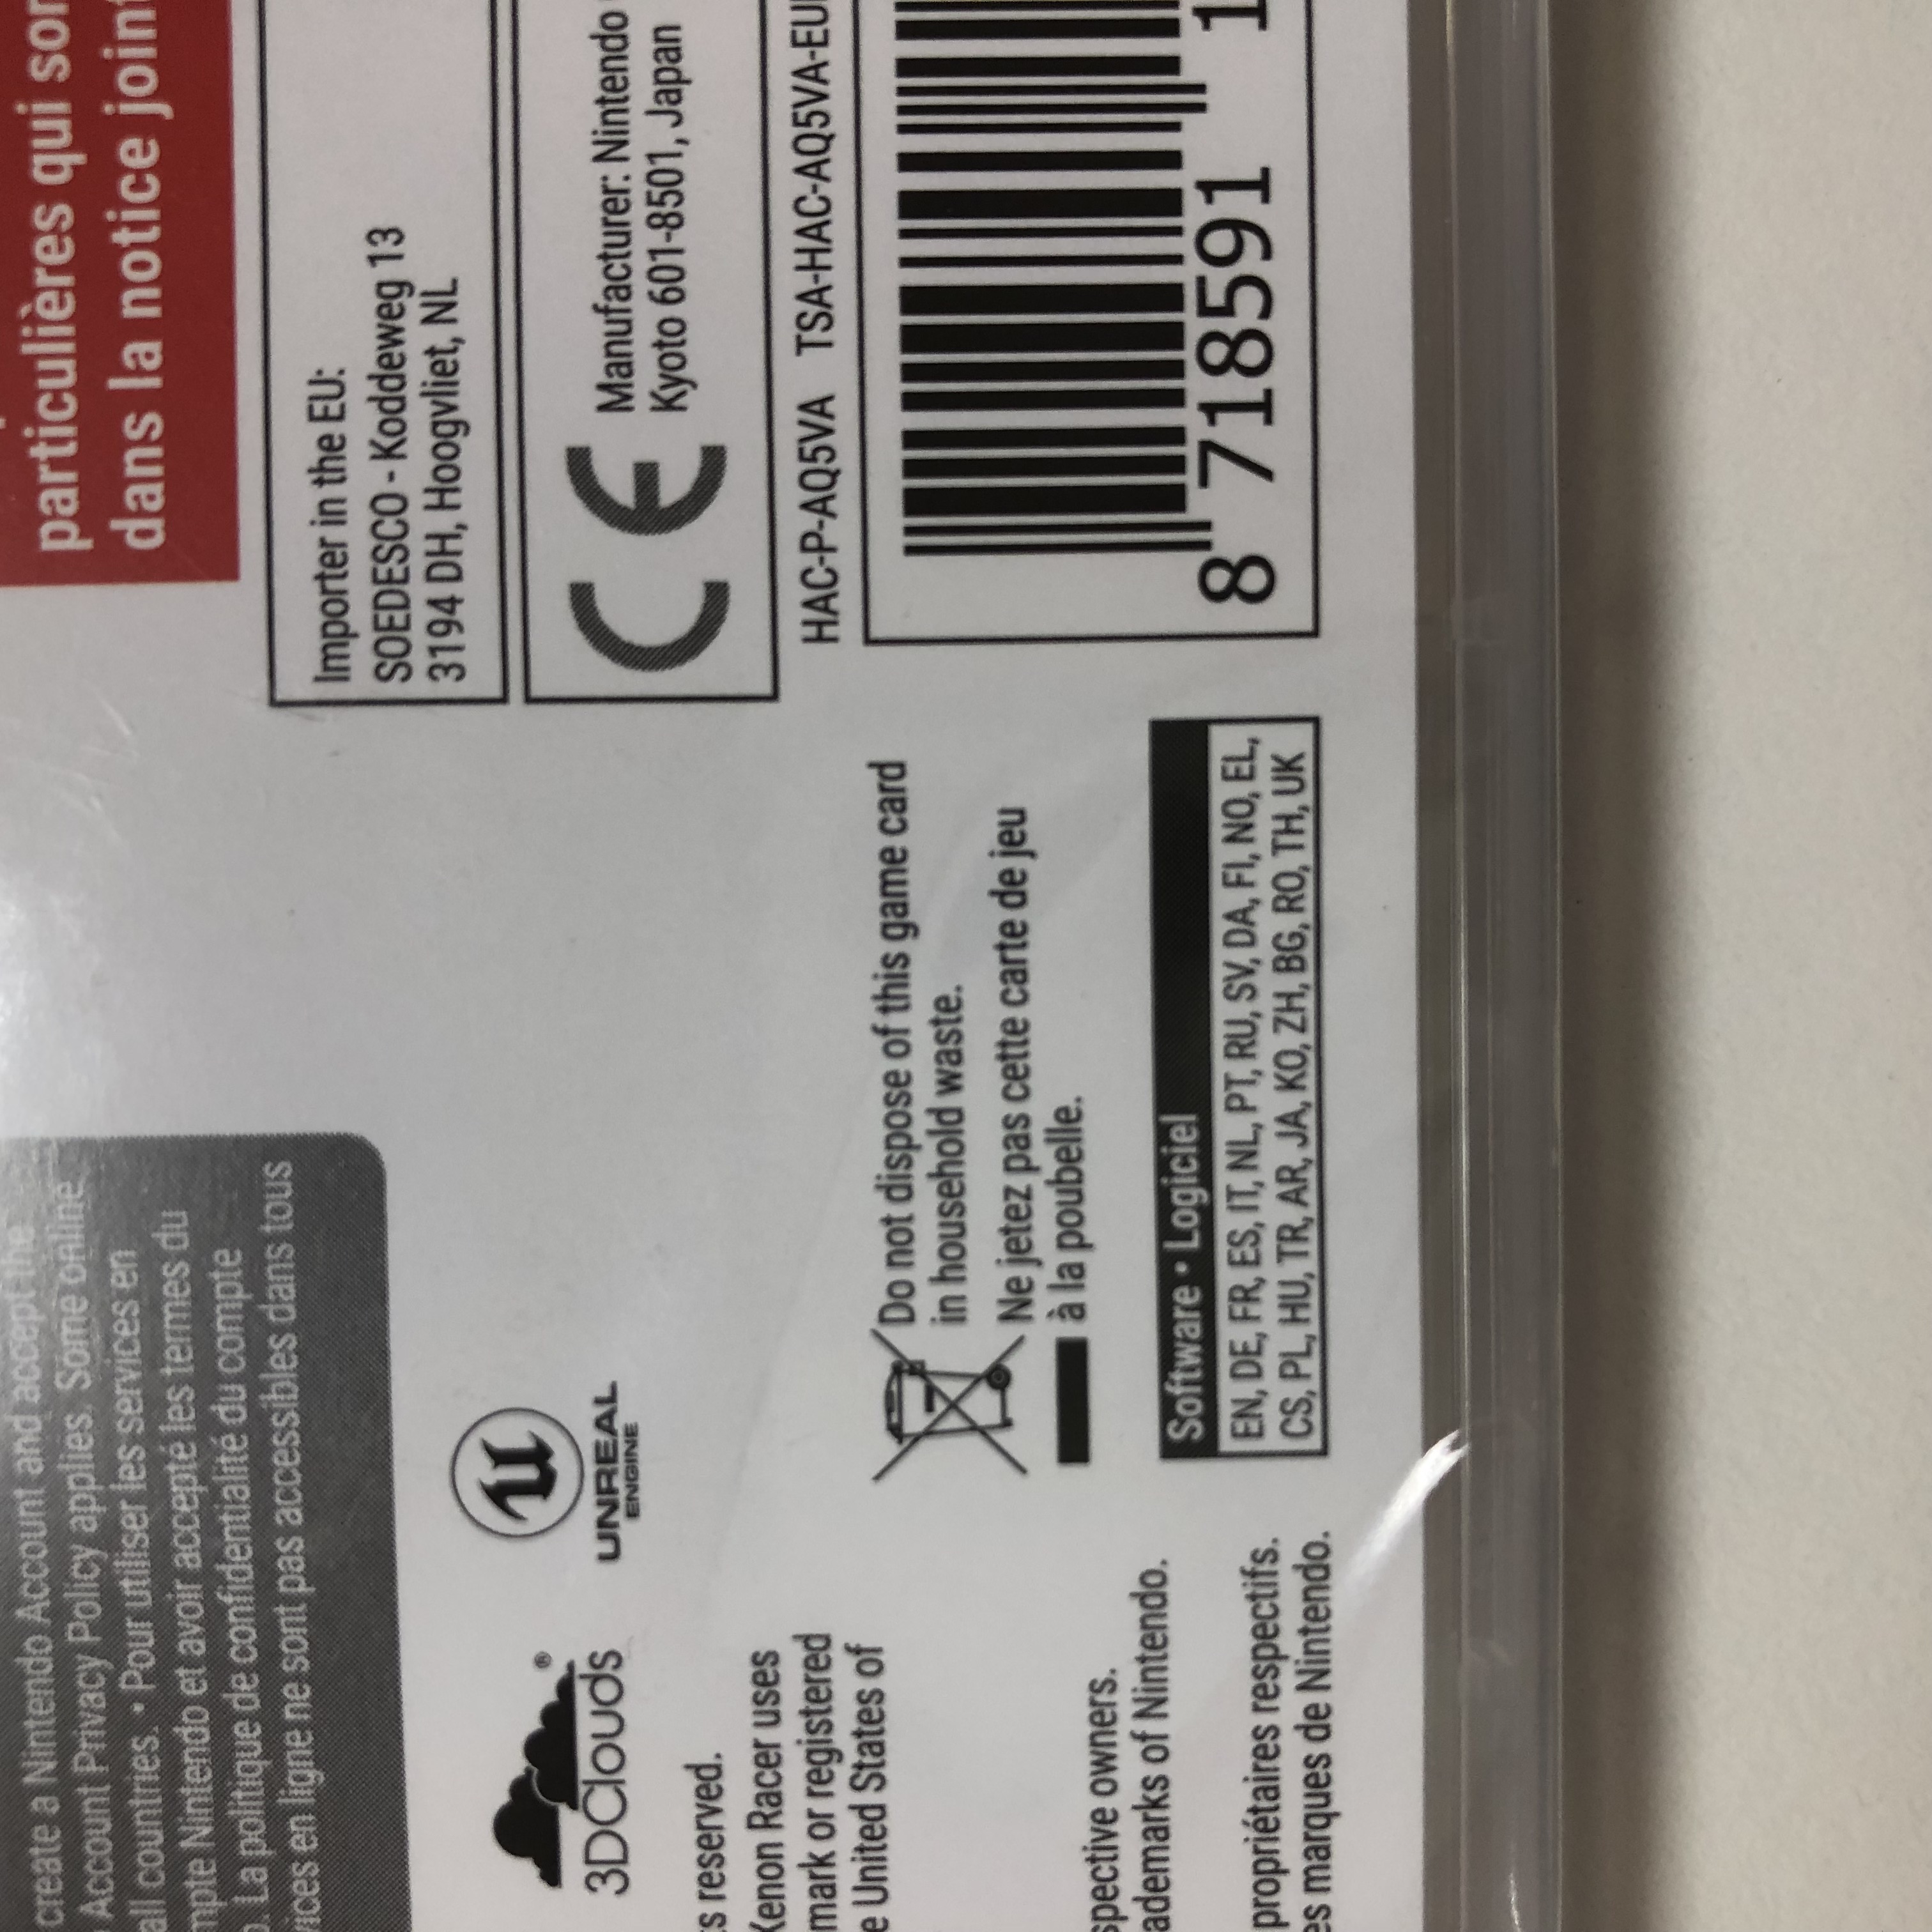 particulières qui
dans la notice
Importer in the EU:
SOEDESCO - Koddeweg 13
3194 DH, Hoogvliet, NL
CE
Manufacturer: Nintendo
Kyoto 601-8501, Japan
HAC-P-AQ5VA TSA-HAC-AQ5VA-EU
8 718591 1
create a Nintendo Account and accept the
Account Privacy Policy applies. Some online
all countries. • Pour utiliser les services en
Nintendo et avoir accepté les termes du
La politique de confidentialité du compte
en ligne ne sont pas accessibles dans tous
3DClouds®
UNREAL
ENGINE
reserved.
Xenon Racer uses
mark or registered
United States of
Do not dispose of this game card
in household waste.
Ne jetez pas cette carte de jeu
à la poubelle.
owners.
of Nintendo.
propriétaires respectifs.
marques de Nintendo.
Software • Logiciel
EN, DE, FR, ES, IT, NL, PT, RU, SV, DA, FI, NO, EL,
CS, PL, HU, TR, AR, JA, KO, ZH, BG, RO, TH, UK